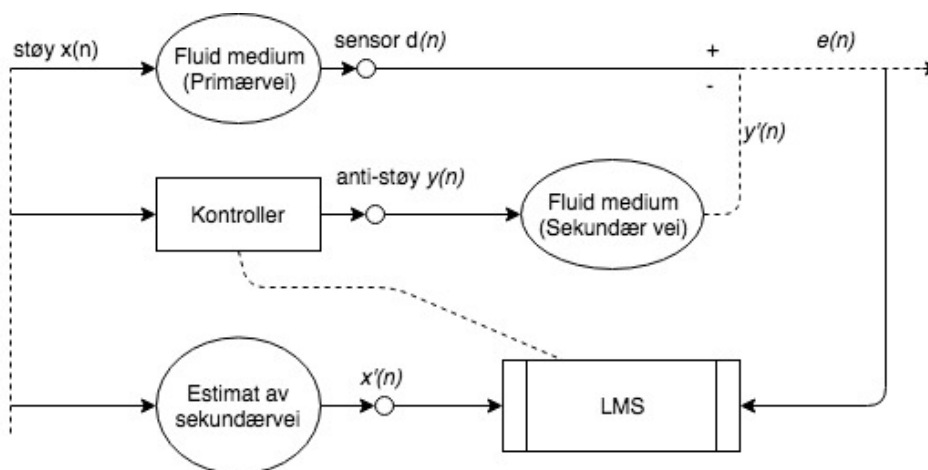 støy x(n)
Fluid medium
(Primærvei)
sensor d(n)
+
-
e(n)
y'(n)
Kontroller
anti-støy y(n)
Fluid medium
(Sekundær vei)
Estimat av
sekundærvei
x'(n)
LMS